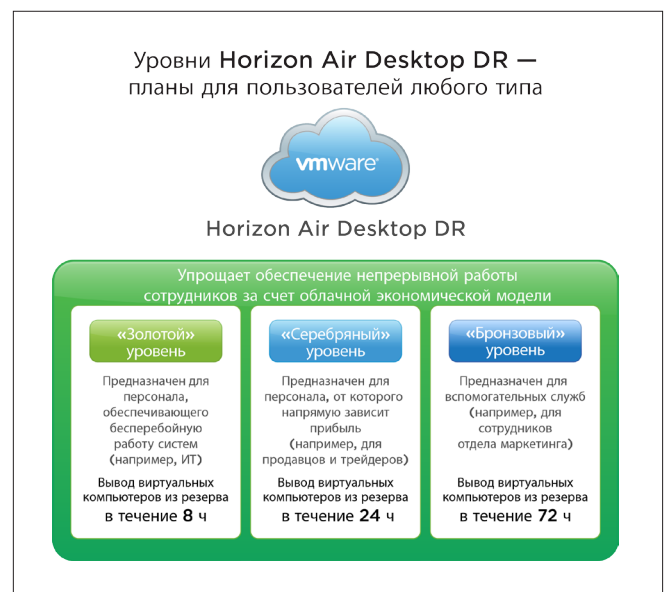 Уровни Horizon Air Desktop DR —
планы для пользователей любого типа
vmware®
Horizon Air Desktop DR
Упрощает обеспечение непрерывной работы
сотрудников за счет облачной экономической модели
«Золотой»
уровень
Предназначен для
персонала,
обеспечивающего
бесперебойную
работу систем
(например, ИТ)
Вывод виртуальных
компьютеров из резерва
в течение 8 ч
«Серебряный»
уровень
Предназначен для
персонала, от которого
напрямую зависит
прибыль
(например, для
продавцов и трейдеров)
Вывод виртуальных
компьютеров из резерва
в течение 24 ч
«Бронзовый»
уровень
Предназначен для
вспомогательных служб
(например, для
сотрудников
отдела маркетинга)
Вывод виртуальных
компьютеров из резерва
в течение 72 ч